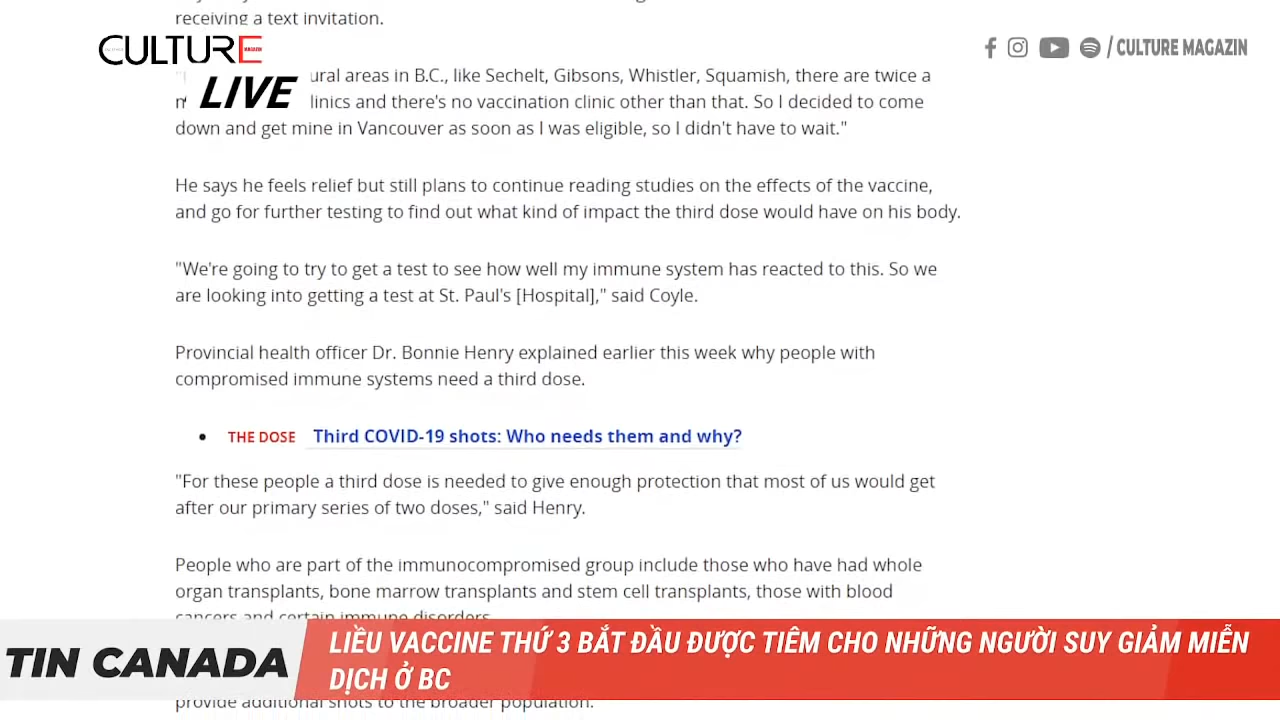 receiving a text invitation.
CULTURE
MAGAZIN
/ CULTURE MAGAZIN
LIVE
areas in B.C., like Sechelt, Gibsons, Whistler, Squamish, there are twice a
and there's no vaccination clinic other than that. So I decided to come
down and get mine in Vancouver as soon as I was eligible, so I didn't have to wait."
He says he feels relief but still plans to continue reading studies on the effects of the vaccine,
and go for further testing to find out what kind of impact the third dose would have on his body.
"We're going to try to get a test to see how well my immune system has reacted to this. So we
are looking into getting a test at St. Paul's [Hospital]," said Coyle.
Provincial health officer Dr. Bonnie Henry explained earlier this week why people with
compromised immune systems need a third dose.
• THE DOSE Third COVID-19 shots: Who needs them and why?
"For these people a third dose is needed to give enough protection that most of us would get
after our primary series of two doses," said Henry.
People who are part of the immunocompromised group include those who have had whole
organ transplants, bone marrow transplants and stem cell transplants, those with blood
cancers and certain immune disorders.
TIN CANADA
LIỀU VACCINE THỨ 3 BẮT ĐẦU ĐƯỢC TIÊM CHO NHỮNG NGƯỜI SUY GIẢM MIỄN
DỊCH Ở BC
provide additional shots to the broader population.